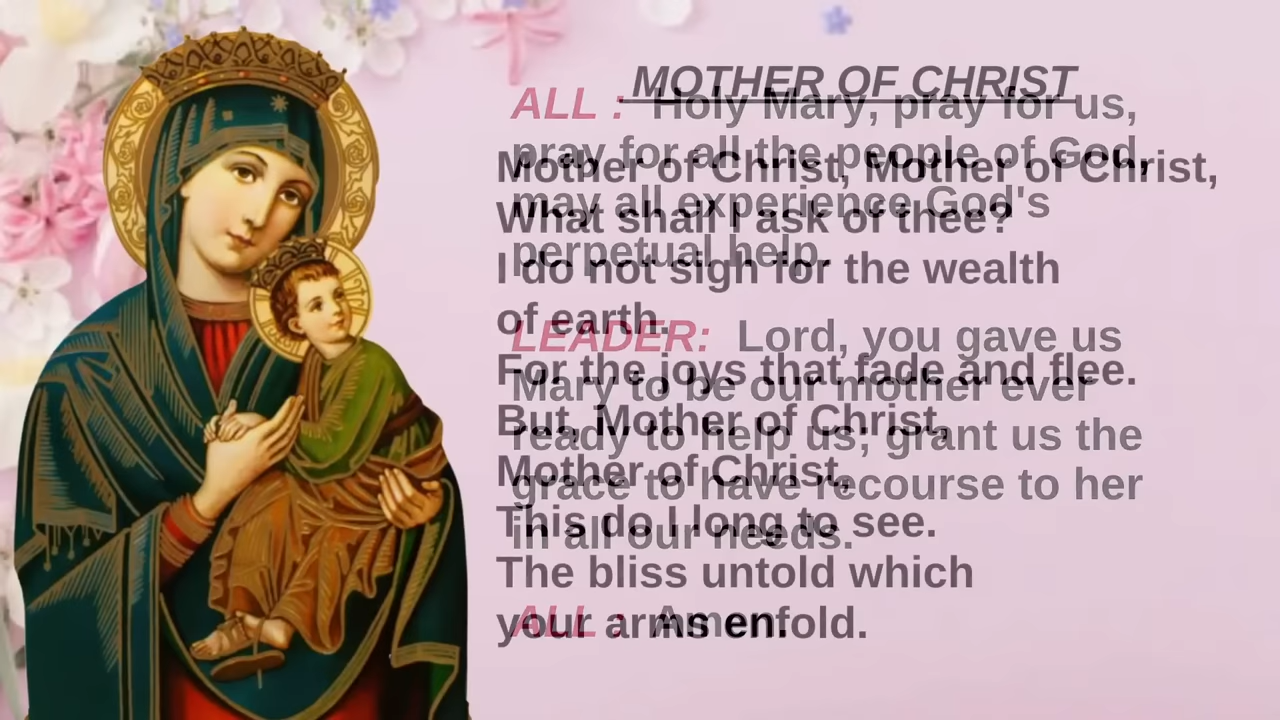 MOTHER OF CHRIST
Mother of Christ, Mother of Christ,
What shall I ask of thee?
I do not sigh for the wealth
of earth.
For the joys that fade and flee.
But, Mother of Christ,
Mother of Christ,
This do I long to see.
The bliss untold which
your arms enfold.
ALL : Holy Mary, pray for us,
pray for all the people of God,
may all experience God's
perpetual help.
LEADER: Lord, you gave us
Mary to be our mother ever
ready to help us; grant us the
grace to have recourse to her
in all our needs.
ALL : Amen.